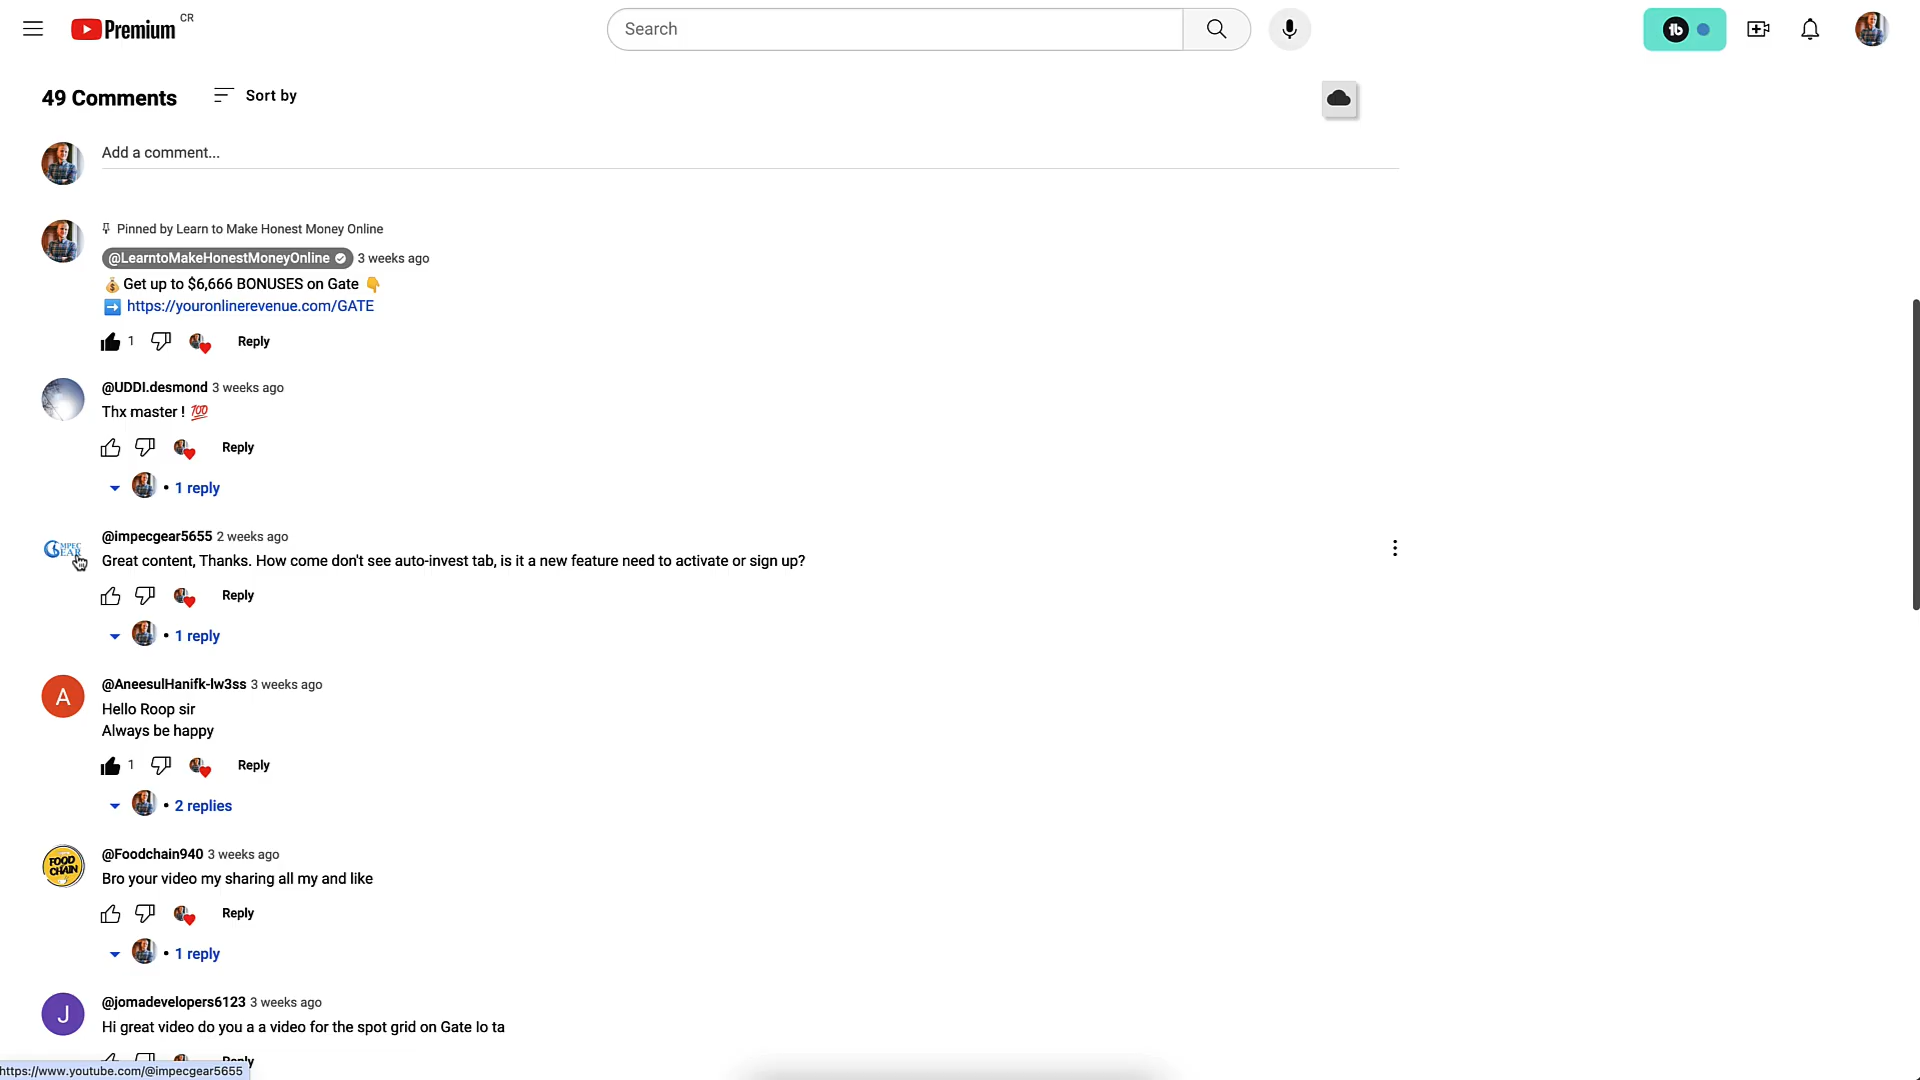 Premium CR
Search
49 Comments
Sort by
Add a comment...
Pinned by Learn to Make Honest Money Online
@LearntoMakeHonestMoneyOnline 3 weeks ago
💰Get up to $6,666 BONUSES on Gate 👇
➡️ https://youronlinerevenue.com/GATE
1
Reply
@UDDI.desmond 3 weeks ago
Thx master ! 💯
Reply
• 1 reply
IMPEC
GEAR
@impecgear5655 2 weeks ago
Great content, Thanks. How come don't see auto-invest tab, is it a new feature need to activate or sign up?
Reply
• 1 reply
A
@AneesulHanifk-lw3ss 3 weeks ago
Hello Roop sir
Always be happy
1
Reply
• 2 replies
FOOD
CHAIN
@Foodchain940 3 weeks ago
Bro your video my sharing all my and like
Reply
• 1 reply
J
@jomadevelopers6123 3 weeks ago
Hi great video do you a a video for the spot grid on Gate lo ta
Reply
https://www.youtube.com/@impecgear5655